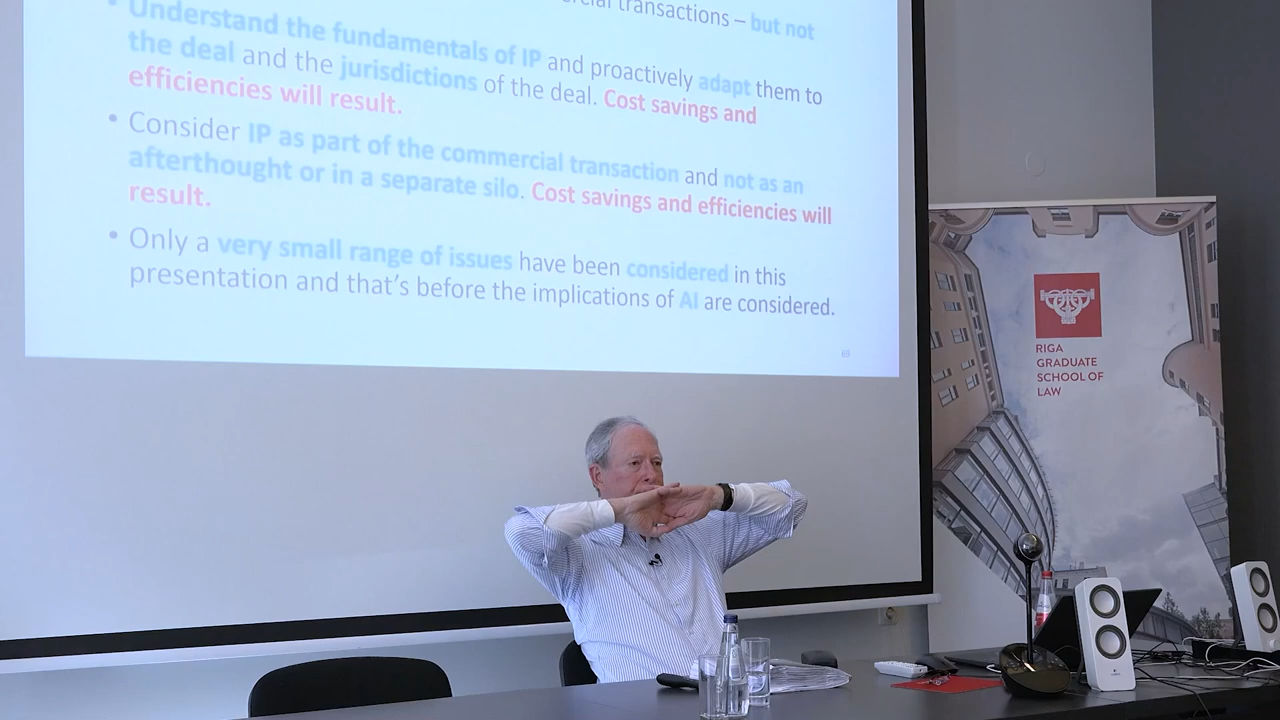 cial transactions – but not
Understand the fundamentals of IP and proactively adapt them to
the deal and the jurisdictions of the deal. Cost savings and
efficiencies will result.
Consider IP as part of the commercial transaction and not as an
afterthought or in a separate silo. Cost savings and efficiencies will
result.
Only a very small range of issues have been considered in this
presentation and that's before the implications of AI are considered.
RIGA
GRADUATE
SCHOOL OF
LAW